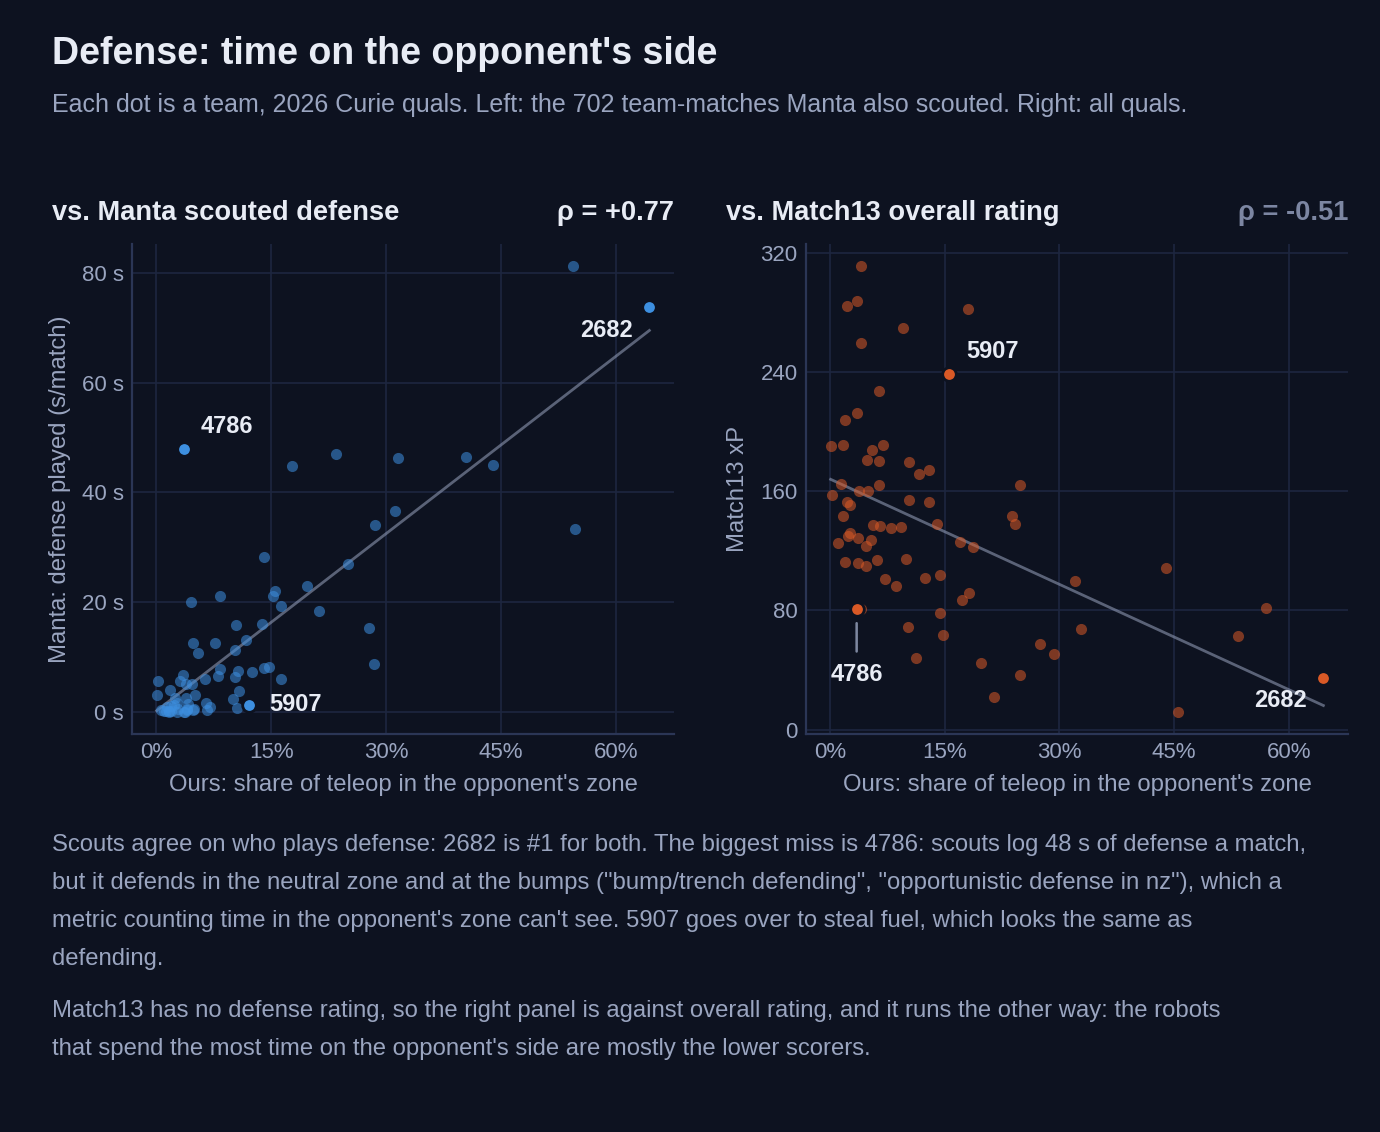 Defense: time on the opponent's side
Each dot is a team, 2026 Curie quals. Left: the 702 team-matches Manta also scouted. Right: all quals.
vs. Manta scouted defense
ρ = +0.77
Manta: defense played (s/match)
80 s
60 s
40 s
20 s
0 s
2682
4786
5907
0%
15%
30%
45%
60%
Ours: share of teleop in the opponent's zone
vs. Match13 overall rating
ρ = -0.51
Match13 xP
320
240
160
80
0
5907
4786
2682
0%
15%
30%
45%
60%
Ours: share of teleop in the opponent's zone
Scouts agree on who plays defense: 2682 is #1 for both. The biggest miss is 4786: scouts log 48 s of defense a match,
but it defends in the neutral zone and at the bumps ("bump/trench defending", "opportunistic defense in nz"), which a
metric counting time in the opponent's zone can't see. 5907 goes over to steal fuel, which looks the same as
defending.
Match13 has no defense rating, so the right panel is against overall rating, and it runs the other way: the robots
that spend the most time on the opponent's side are mostly the lower scorers.